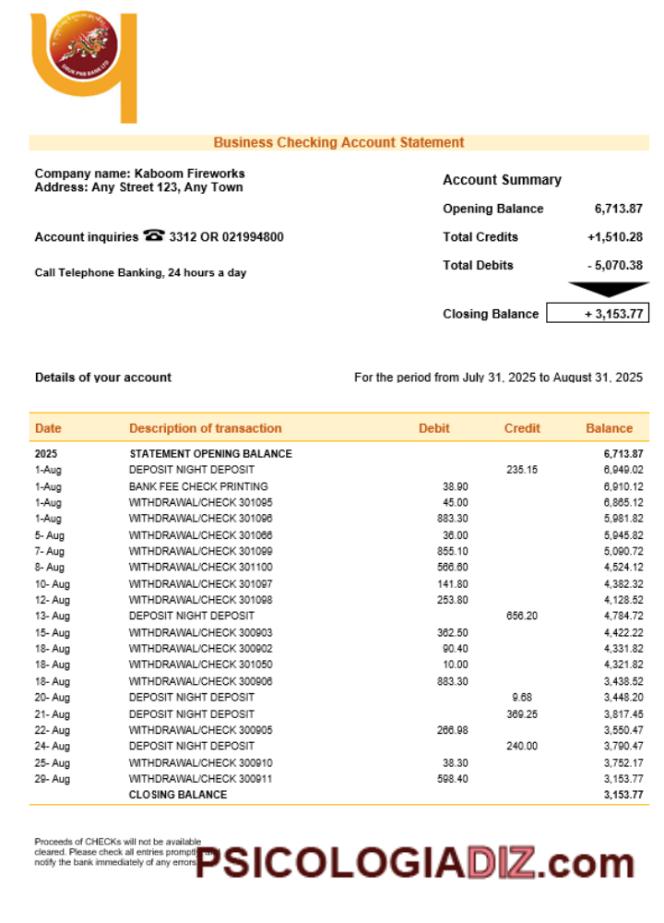 DRUK PNB BANK LTD
Business Checking Account Statement
Company name: Kaboom Fireworks
Address: Any Street 123, Any Town
Account inquiries ☎ 3312 OR 021994800
Call Telephone Banking, 24 hours a day
Account Summary
Opening Balance 6,713.87
Total Credits +1,510.28
Total Debits - 5,070.38
Closing Balance + 3,153.77
Details of your account For the period from July 31, 2025 to August 31, 2025
Date Description of transaction Debit Credit Balance
2025 STATEMENT OPENING BALANCE 6,713.87
1-Aug DEPOSIT NIGHT DEPOSIT 235.15 6,949.02
1-Aug BANK FEE CHECK PRINTING 38.90 6,910.12
1-Aug WITHDRAWAL/CHECK 301095 45.00 6,865.12
1-Aug WITHDRAWAL/CHECK 301096 883.30 5,981.82
5- Aug WITHDRAWAL/CHECK 301066 36.00 5,945.82
7- Aug WITHDRAWAL/CHECK 301099 855.10 5,090.72
8- Aug WITHDRAWAL/CHECK 301100 566.60 4,524.12
10- Aug WITHDRAWAL/CHECK 301097 141.80 4,382.32
12- Aug WITHDRAWAL/CHECK 301098 253.80 4,128.52
13- Aug DEPOSIT NIGHT DEPOSIT 656.20 4,784.72
15- Aug WITHDRAWAL/CHECK 300903 362.50 4,422.22
18- Aug WITHDRAWAL/CHECK 300902 90.40 4,331.82
18- Aug WITHDRAWAL/CHECK 301050 10.00 4,321.82
18- Aug WITHDRAWAL/CHECK 300906 883.30 3,438.52
20- Aug DEPOSIT NIGHT DEPOSIT 9.68 3,448.20
21- Aug DEPOSIT NIGHT DEPOSIT 369.25 3,817.45
22- Aug WITHDRAWAL/CHECK 300905 266.98 3,550.47
24- Aug DEPOSIT NIGHT DEPOSIT 240.00 3,790.47
25- Aug WITHDRAWAL/CHECK 300910 38.30 3,752.17
29- Aug WITHDRAWAL/CHECK 300911 598.40 3,153.77
CLOSING BALANCE 3,153.77
Proceeds of CHECKs will not be available
cleared. Please check all entries
notify the bank immediately of any errors
PSICOLOGIADIZ.com